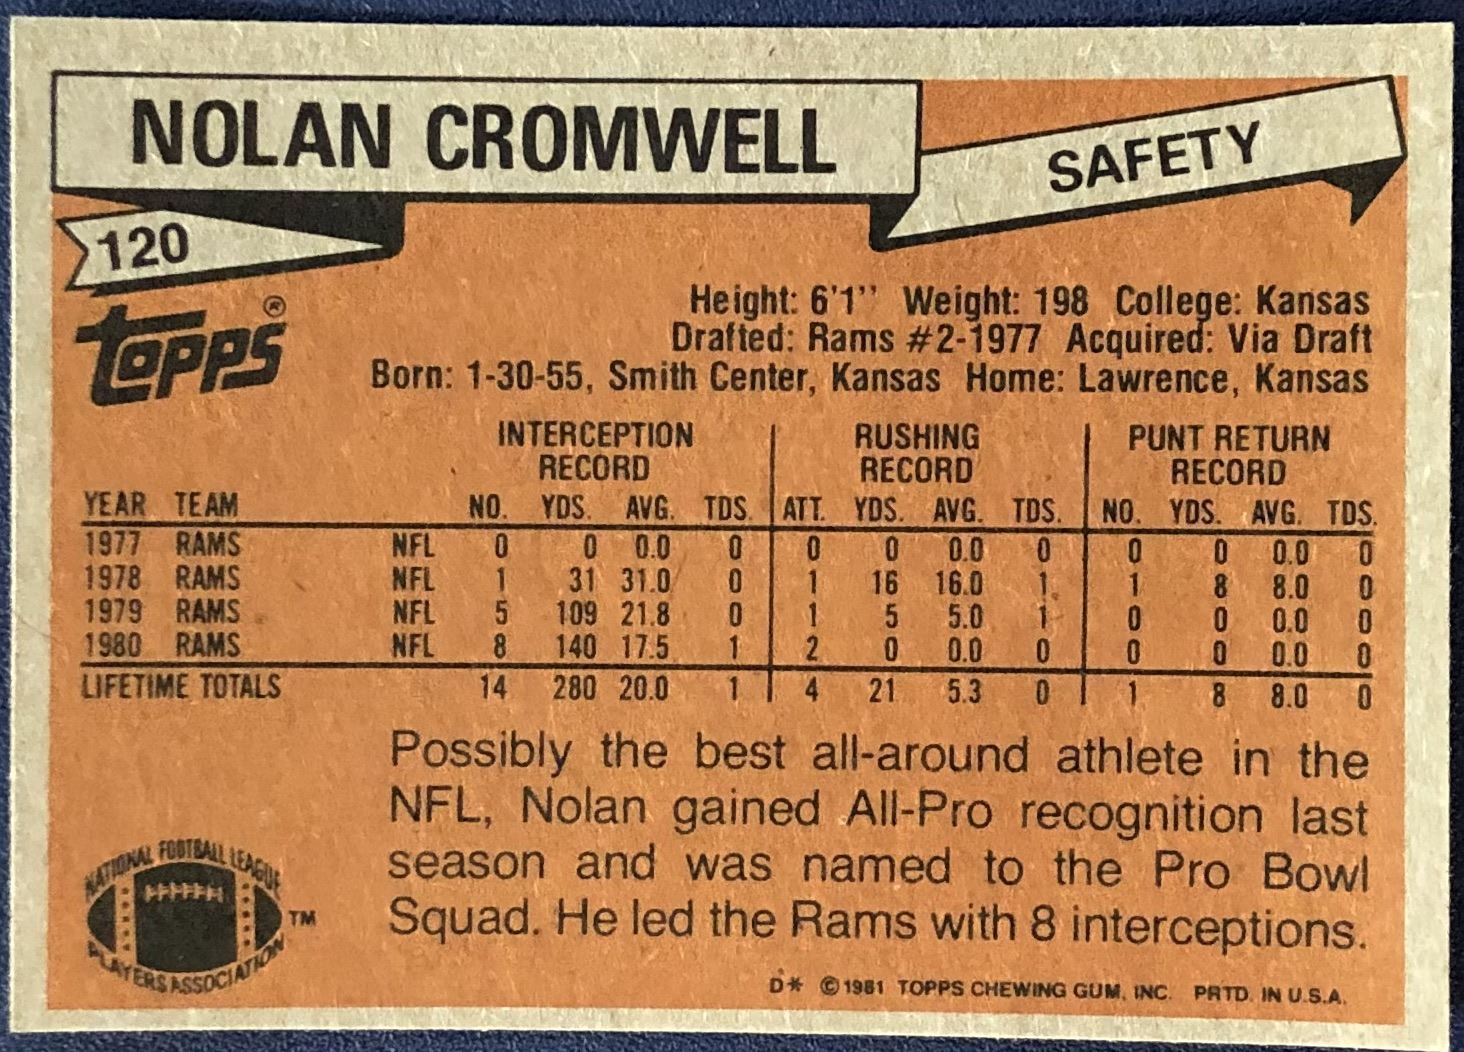 NOLAN CROMWELL
SAFETY
120
TOPPS®
Height: 6'1" Weight: 198 College: Kansas
Drafted: Rams #2-1977 Acquired: Via Draft
Born: 1-30-55, Smith Center, Kansas Home: Lawrence, Kansas
INTERCEPTION RECORD RUSHING RECORD PUNT RETURN RECORD
YEAR TEAM NO. YDS. AVG. TDS. ATT. YDS. AVG. TDS. NO. YDS. AVG. TDS.
1977 RAMS NFL 0 0 0.0 0 0 0 0.0 0 0 0 0.0 0
1978 RAMS NFL 1 31 31.0 0 1 16 16.0 1 1 8 8.0 0
1979 RAMS NFL 5 109 21.8 0 1 5 5.0 1 0 0 0.0 0
1980 RAMS NFL 8 140 17.5 1 2 0 0.0 0 0 0 0.0 0
LIFETIME TOTALS 14 280 20.0 1 4 21 5.3 0 1 8 8.0 0
Possibly the best all-around athlete in the
NFL, Nolan gained All-Pro recognition last
season and was named to the Pro Bowl
Squad. He led the Rams with 8 interceptions.
NATIONAL FOOTBALL LEAGUE
PLAYERS ASSOCIATION
TM
D* ©1981 TOPPS CHEWING GUM, INC. PRTD. IN U.S.A.